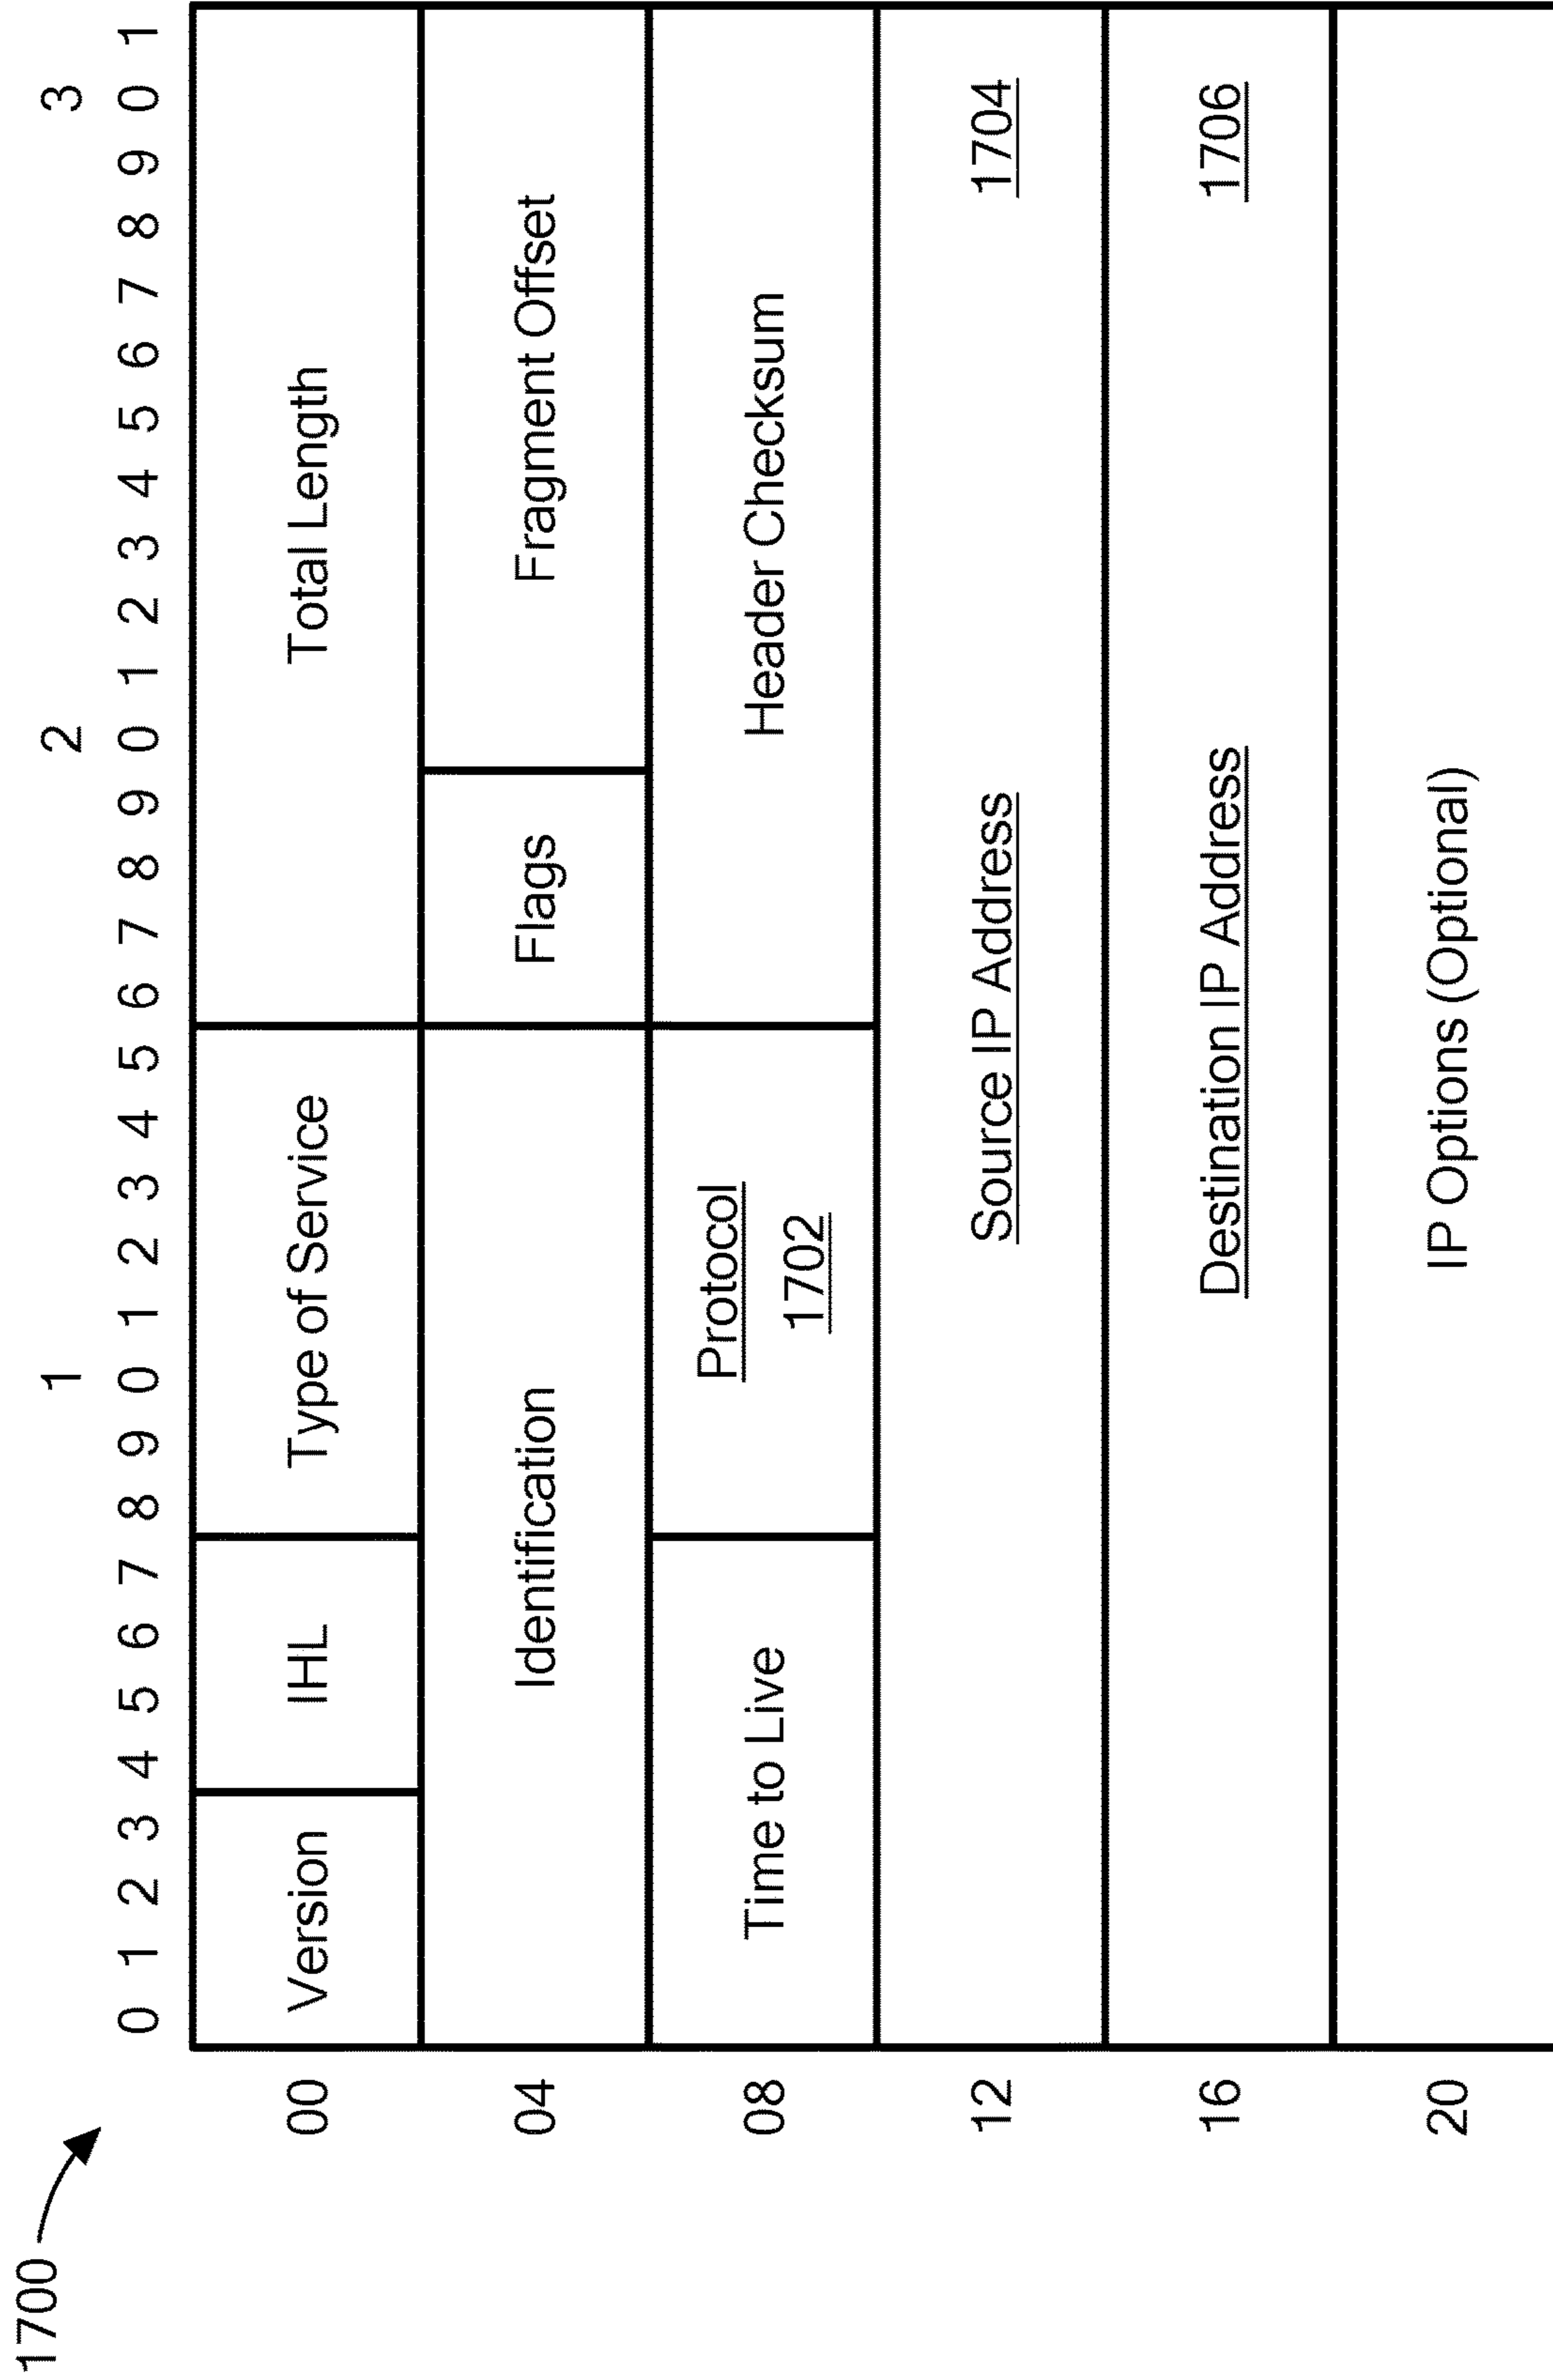 1700
1 2 3
0 1 2 3 4 5 6 7 8 9 0 1 2 3 4 5 6 7 8 9 0 1 2 3 4 5 6 7 8 9 0 1
00 Version IHL Type of Service Total Length
04 Identification Flags Fragment Offset
08 Time to Live Protocol 1702 Header Checksum
12 Source IP Address 1704
16 Destination IP Address 1706
20 IP Options (Optional)